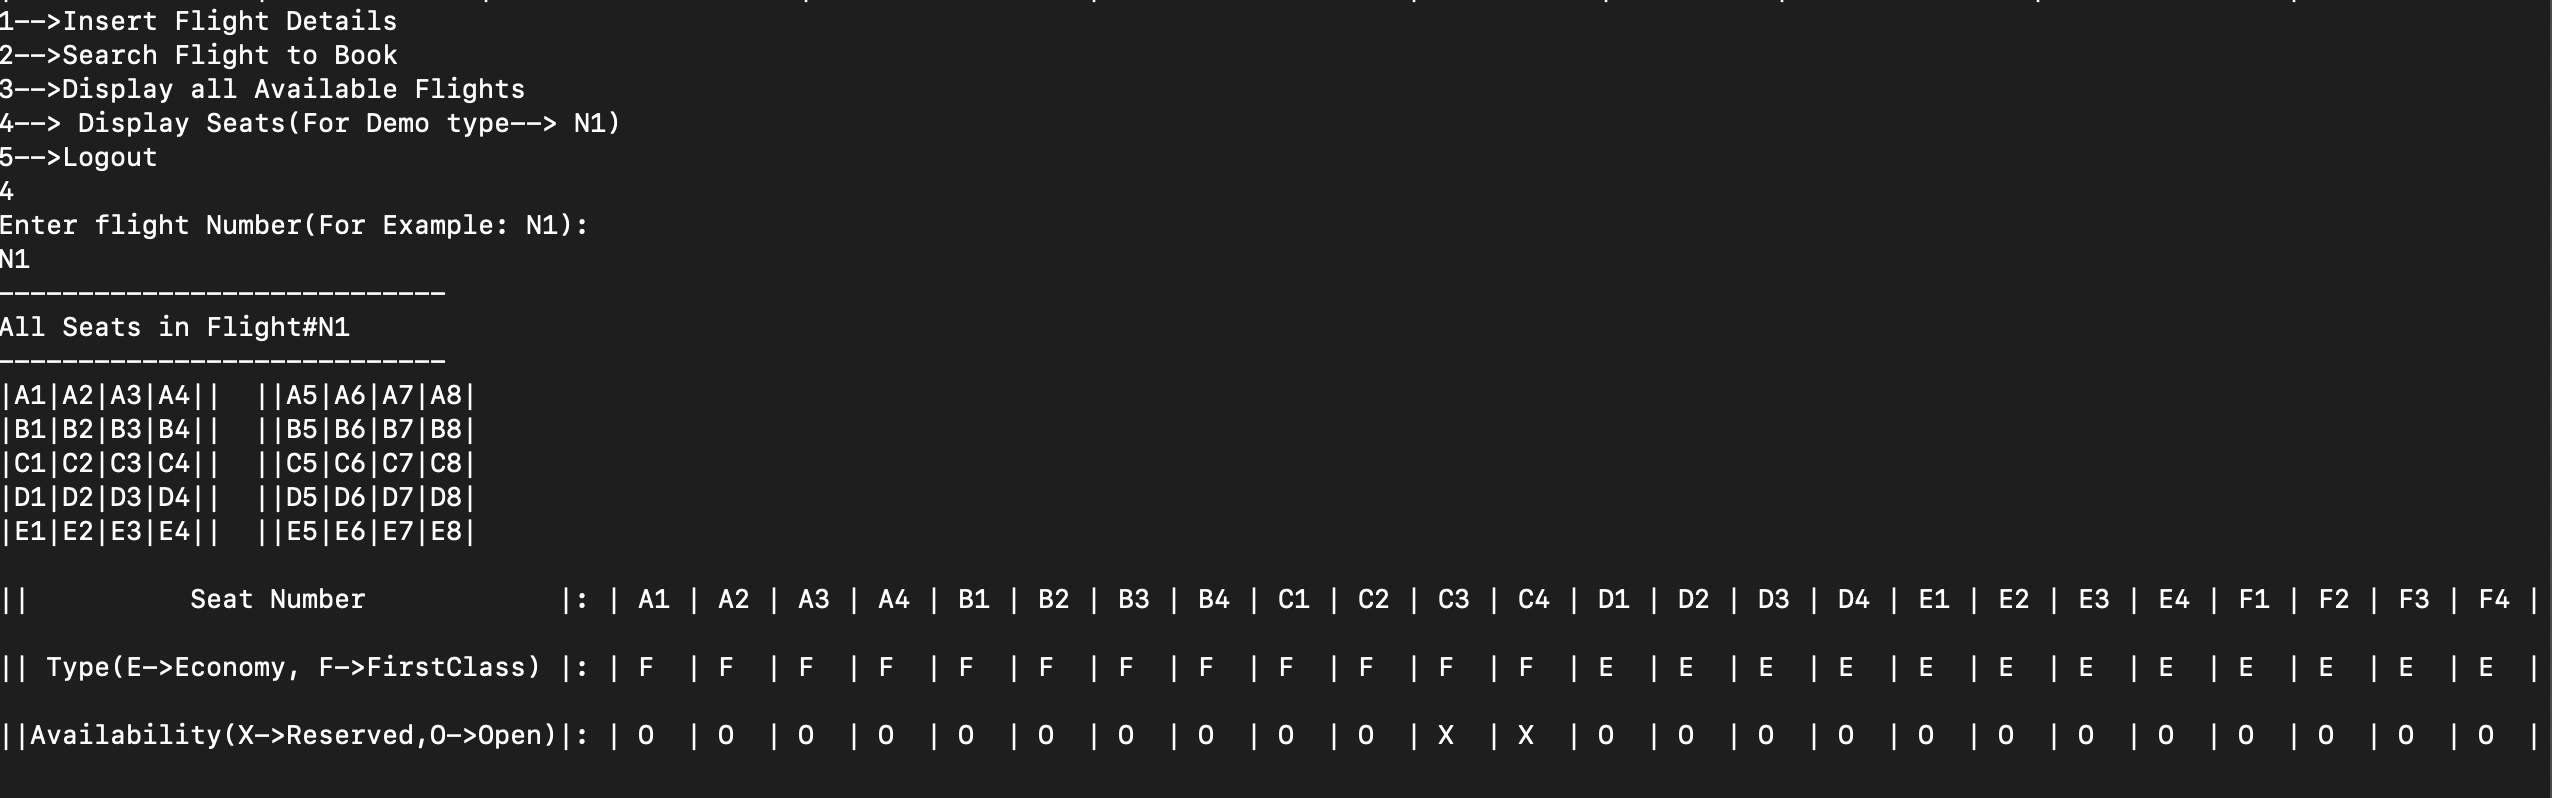 1-->Insert Flight Details
2-->Search Flight to Book
3-->Display all Available Flights
4--> Display Seats(For Demo type--> N1)
5-->Logout
4
Enter flight Number(For Example: N1):
N1
----------------------------
All Seats in Flight#N1
----------------------------
|A1|A2|A3|A4||  ||A5|A6|A7|A8|
|B1|B2|B3|B4||  ||B5|B6|B7|B8|
|C1|C2|C3|C4||  ||C5|C6|C7|C8|
|D1|D2|D3|D4||  ||D5|D6|D7|D8|
|E1|E2|E3|E4||  ||E5|E6|E7|E8|
||          Seat Number            |: | A1 | A2 | A3 | A4 | B1 | B2 | B3 | B4 | C1 | C2 | C3 | C4 | D1 | D2 | D3 | D4 | E1 | E2 | E3 | E4 | F1 | F2 | F3 | F4 |
|| Type(E->Economy, F->FirstClass) |: | F  | F  | F  | F  | F  | F  | F  | F  | F  | F  | F  | F  | E  | E  | E  | E  | E  | E  | E  | E  | E  | E  | E  | E  |
||Availability(X->Reserved,O->Open)|: | O  | O  | O  | O  | O  | O  | O  | O  | O  | O  | X  | X  | O  | O  | O  | O  | O  | O  | O  | O  | O  | O  | O  | O  |